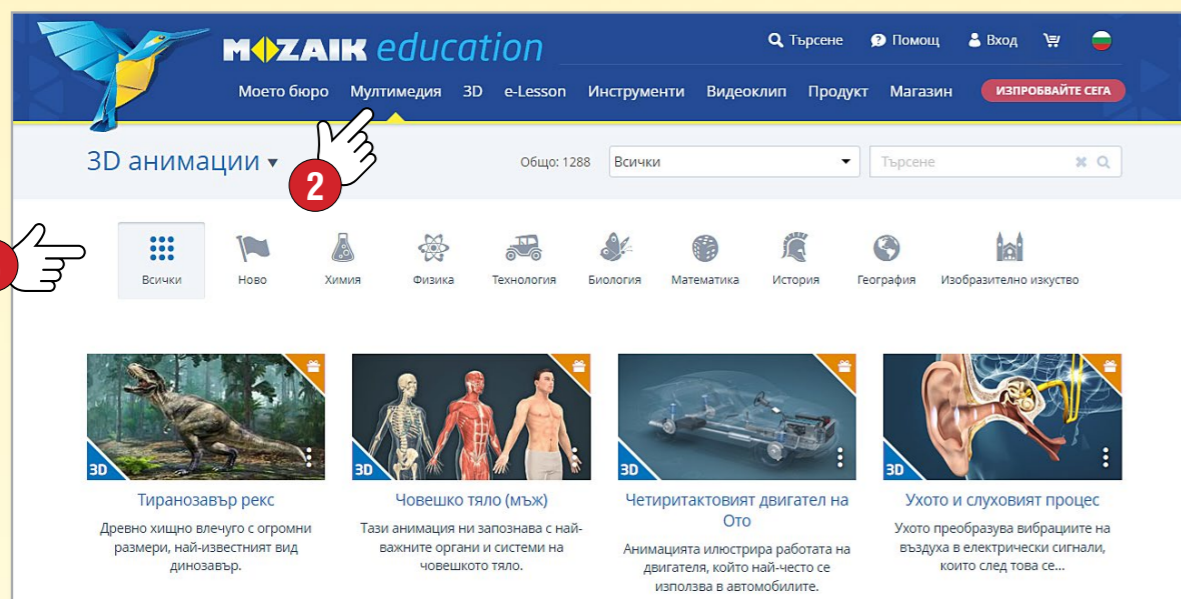 MOZAIK education
Търсене Помощ Вход
Моето бюро Мултимедия 3D e-Lesson Инструменти Видеоклип Продукт Магазин ИЗПРОБВАЙТЕ СЕГА
2
3D анимации Общо: 1288 Всички Търсене
Всички Ново Химия Физика Технология Биология Математика История География Изобразително изкуство
3D 3D 3D 3D
Тиранозавър рекс
Древно хищно влечуго с огромни
размери, най-известният вид
динозавър.
Човешко тяло (мъж)
Тази анимация ни запознава с най-
важните органи и системи на
човешкото тяло.
Четиритактовият двигател на
Ото
Анимацията илюстрира работата на
двигателя, който най-често се
използва в автомобилите.
Ухото и слуховият процес
Ухото преобразува вибрациите на
въздуха в електрически сигнали,
които след това се...